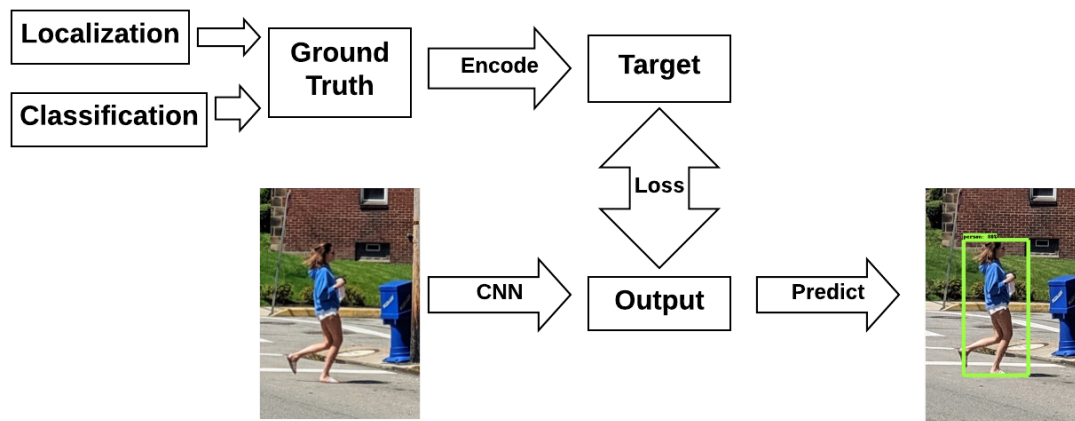 Localization
Classification
Ground
Truth
Encode
Target
Loss
CNN
Output
Predict